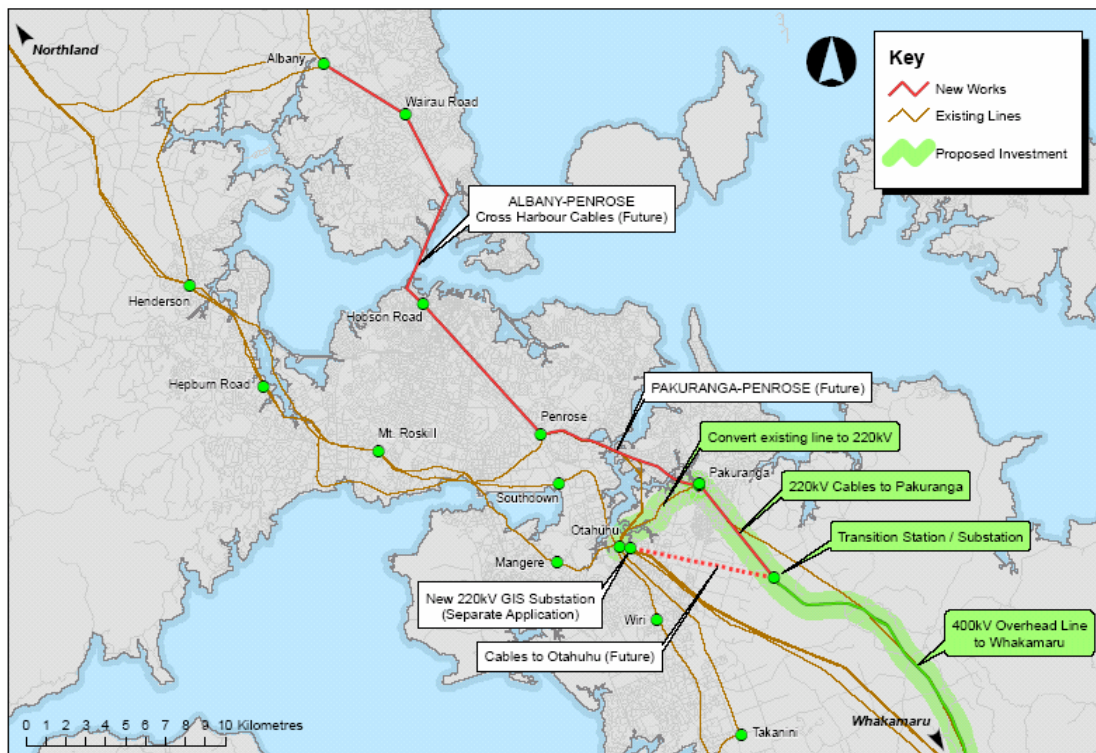 Northland
Albany
Wairau Road
Key
New Works
Existing Lines
Proposed Investment
ALBANY-PENROSE
Cross Harbour Cables (Future)
Henderson
Hobson Road
Hepburn Road
Penrose
PAKURANGA-PENROSE (Future)
Mt. Roskill
Convert existing line to 220kV
Pakuranga
Southdown
220kV Cables to Pakuranga
Otahuhu
Transition Station / Substation
Mangere
New 220kV GIS Substation
(Separate Application)
Wiri
400kV Overhead Line
to Whakamaru
Cables to Otahuhu (Future)
0 1 2 3 4 5 6 7 8 9 10 Kilometres
Takanini
Whakamaru